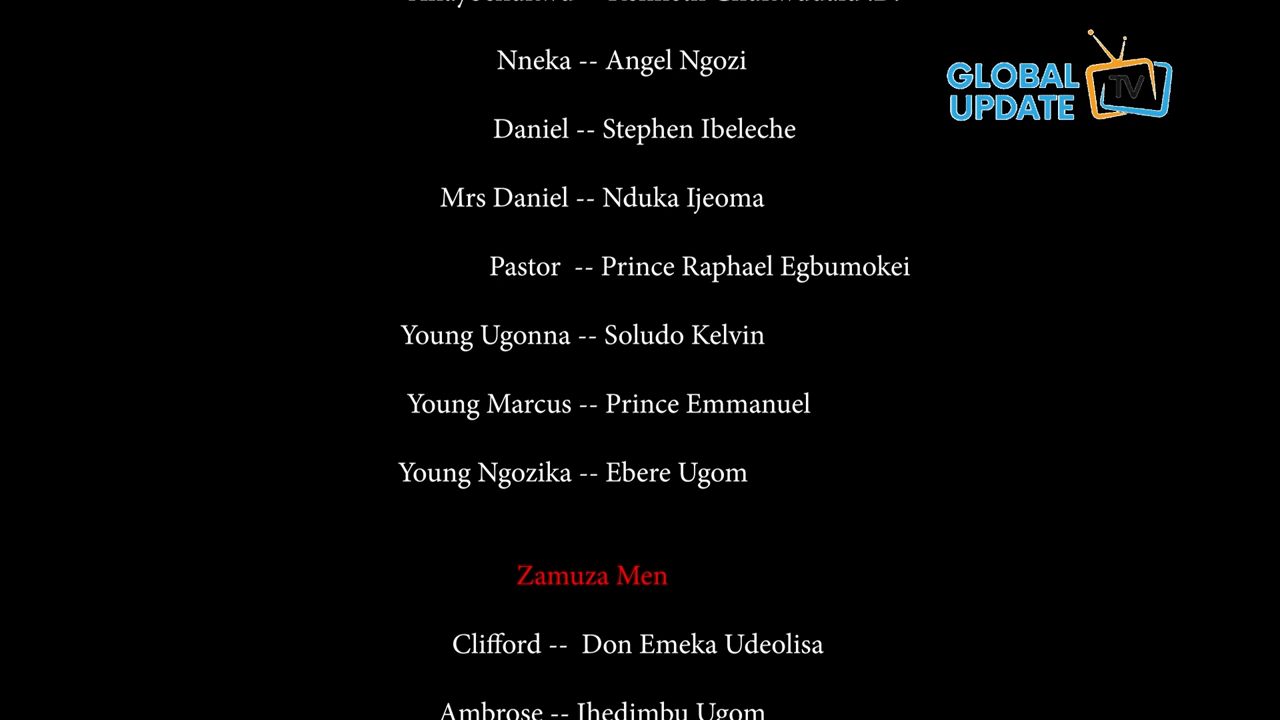 Nneka -- Angel Ngozi
GLOBAL
UPDATE
TV
Daniel -- Stephen Ibeleche
Mrs Daniel -- Nduka Ijeoma
Pastor -- Prince Raphael Egbumokei
Young Ugonna -- Soludo Kelvin
Young Marcus -- Prince Emmanuel
Young Ngozika -- Ebere Ugom
Zamuza Men
Clifford -- Don Emeka Udeolisa
Ambrose -- Ihedimbu Ugom